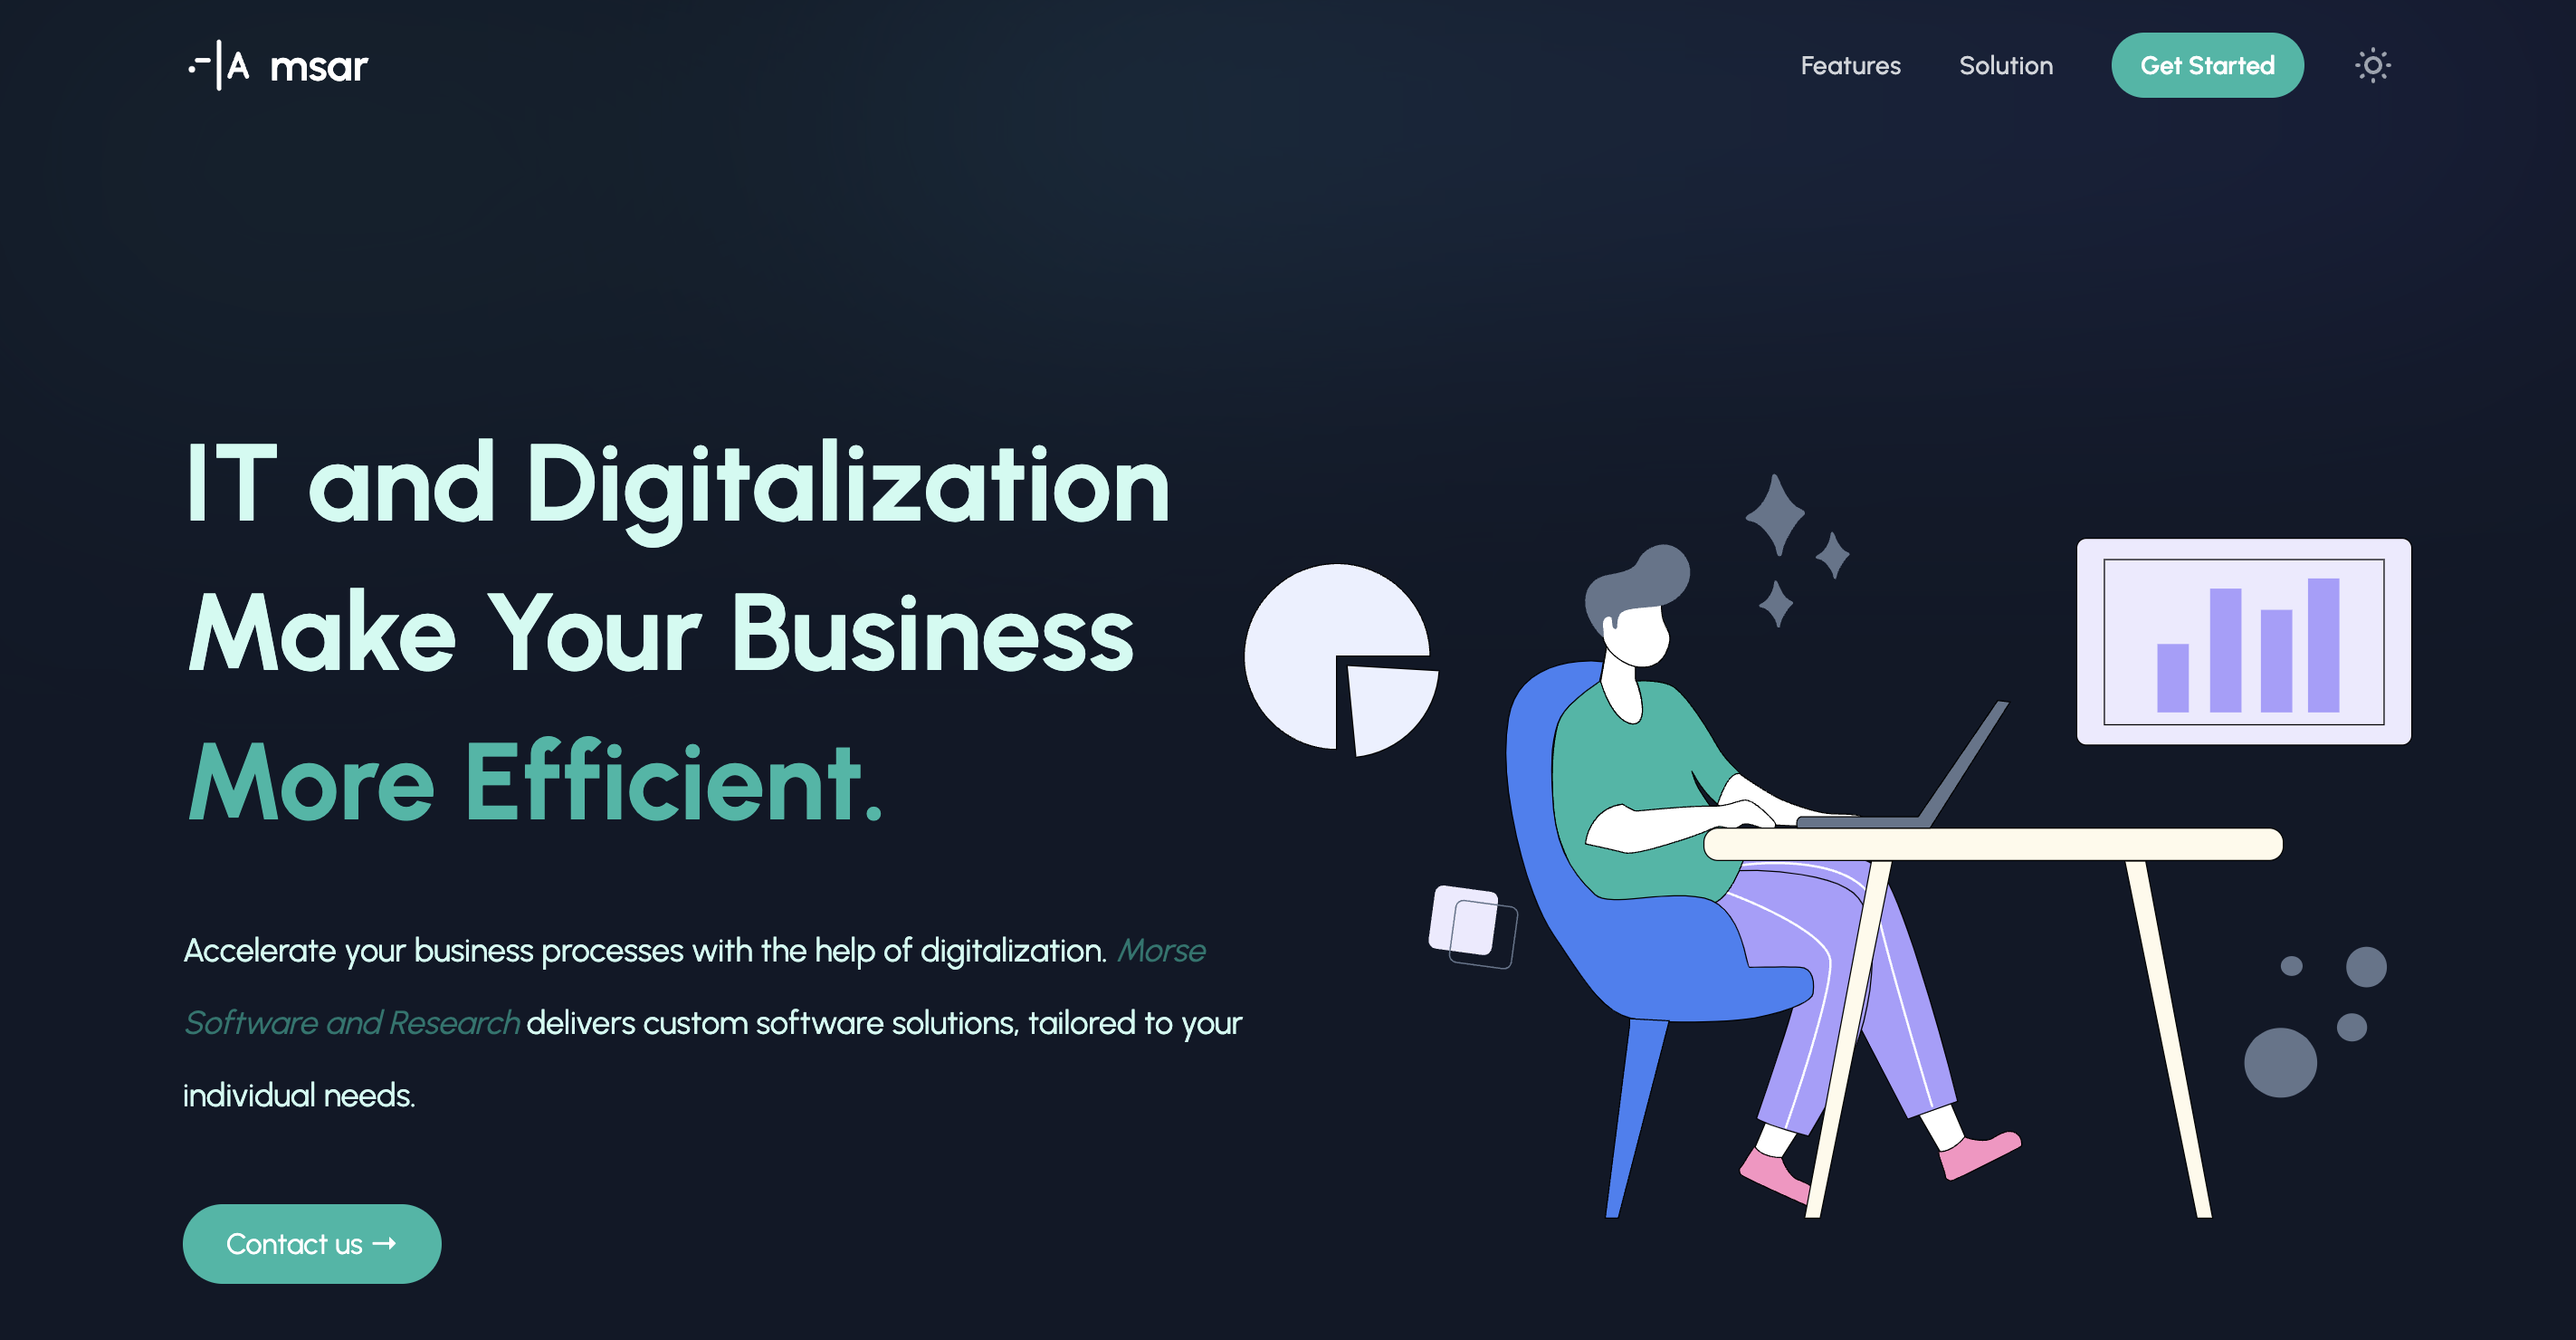 ·-|A msar
Features
Solution
Get Started
IT and Digitalization
Make Your Business
More Efficient.
Accelerate your business processes with the help of digitalization. Morse
Software and Research delivers custom software solutions, tailored to your
individual needs.
Contact us →